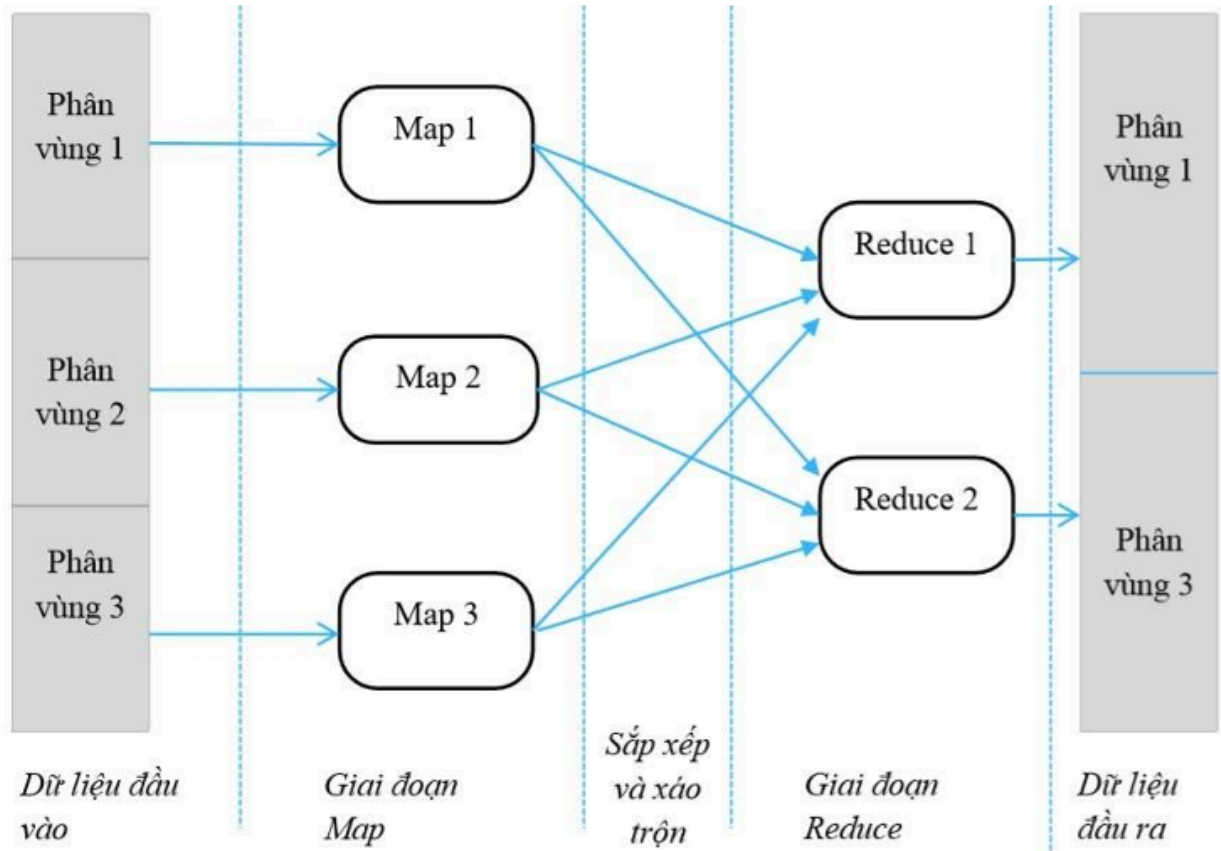 Phân
vùng 1
Phân
vùng 2
Phân
vùng 3
Map 1
Map 2
Map 3
Reduce 1
Reduce 2
Phân
vùng 1
Phân
vùng 3
Dữ liệu đầu
vào
Giai đoạn
Map
Sắp xếp
và xáo
trộn
Giai đoạn
Reduce
Dữ liệu
đầu ra